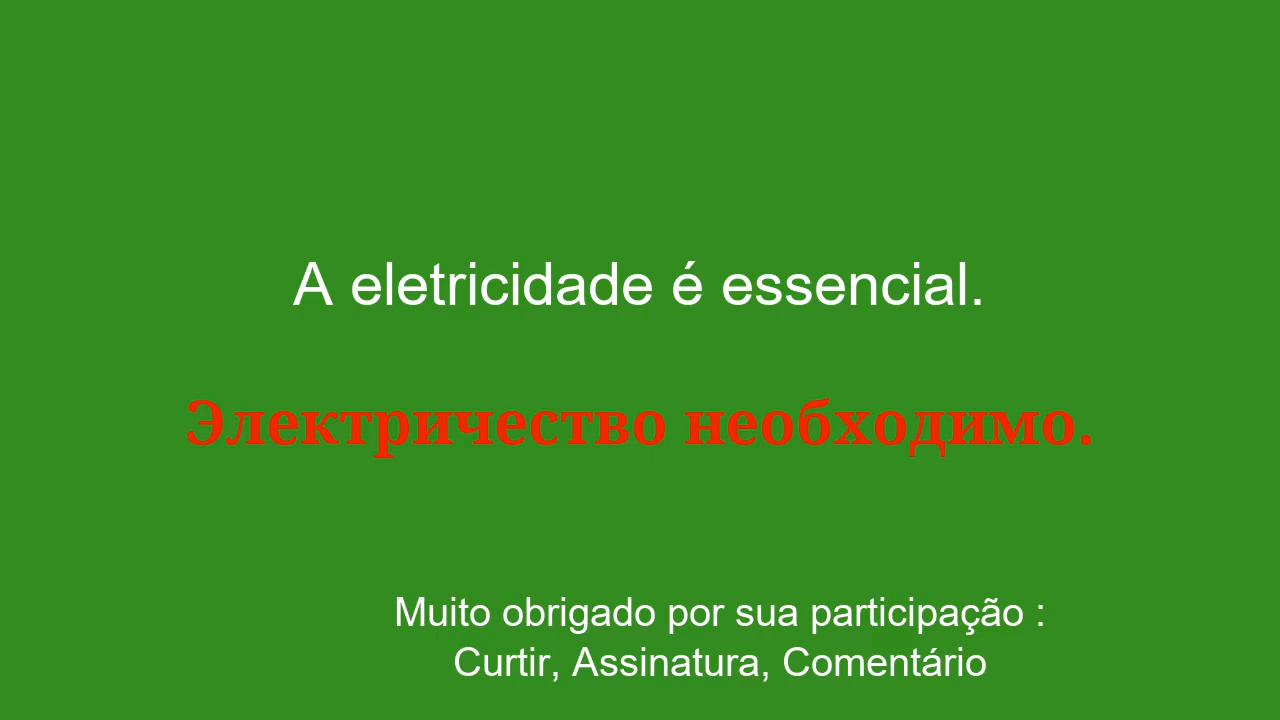 A eletricidade é essencial.
Электричество необходимо.
Muito obrigado por sua participação :
Curtir, Assinatura, Comentário